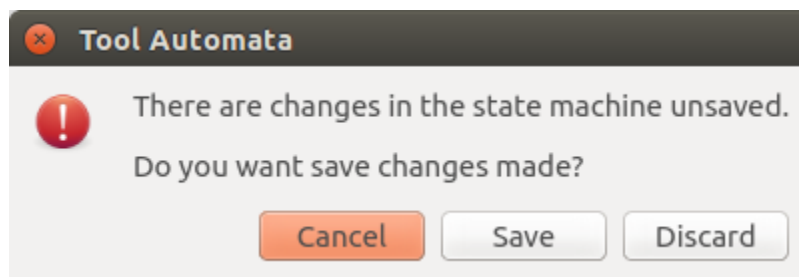 Tool Automata
There are changes in the state machine unsaved.
Do you want save changes made?
Cancel Save Discard